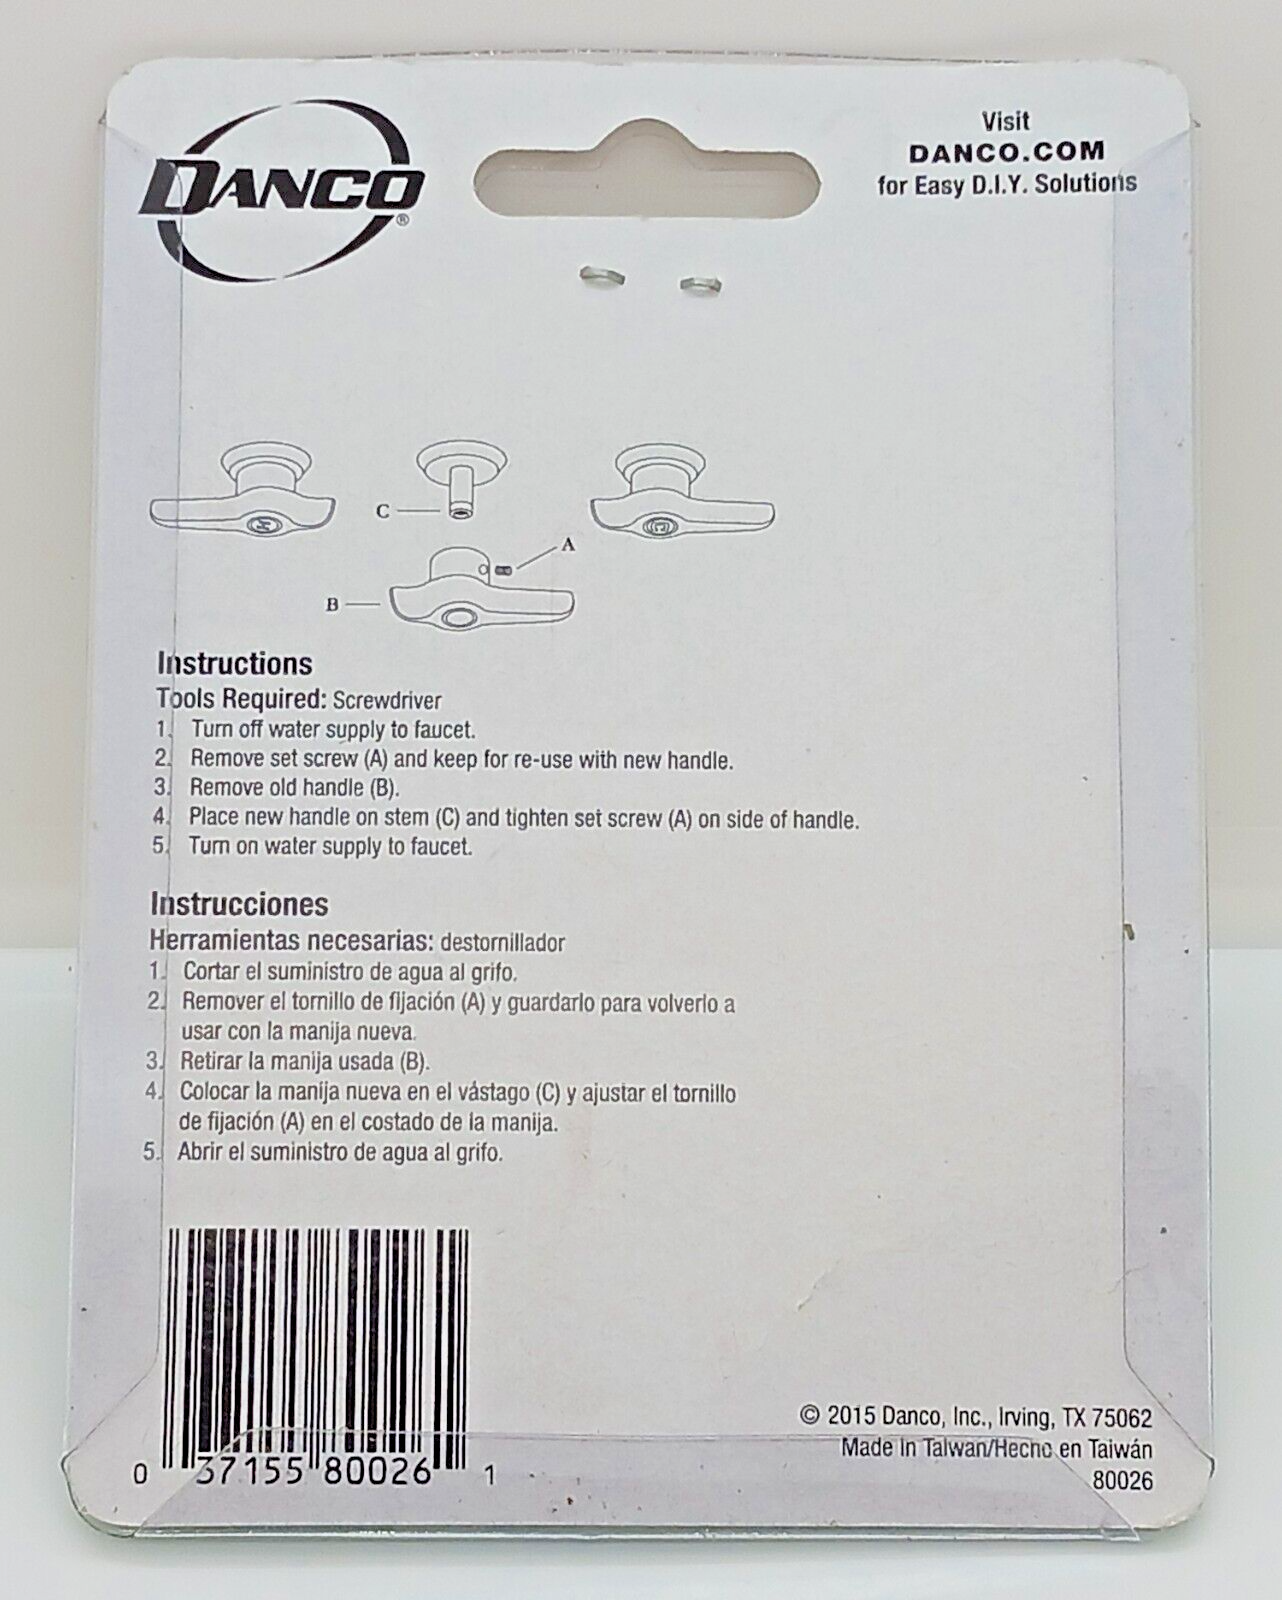 DANCO®
Visit
DANCO.COM
for Easy D.I.Y. Solutions
C
A
B
H
C
Instructions
Tools Required: Screwdriver
1. Turn off water supply to faucet.
2. Remove set screw (A) and keep for re-use with new handle.
3. Remove old handle (B).
4. Place new handle on stem (C) and tighten set screw (A) on side of handle.
5. Turn on water supply to faucet.
Instrucciones
Herramientas necesarias: destornillador
1. Cortar el suministro de agua al grifo.
2. Remover el tornillo de fijación (A) y guardarlo para volverlo a
usar con la manija nueva.
3. Retirar la manija usada (B).
4. Colocar la manija nueva en el vástago (C) y ajustar el tornillo
de fijación (A) en el costado de la manija.
5. Abrir el suministro de agua al grifo.
0 37155 80026 1
© 2015 Danco, Inc., Irving, TX 75062
Made in Taiwan/Hecho en Taiwán
80026